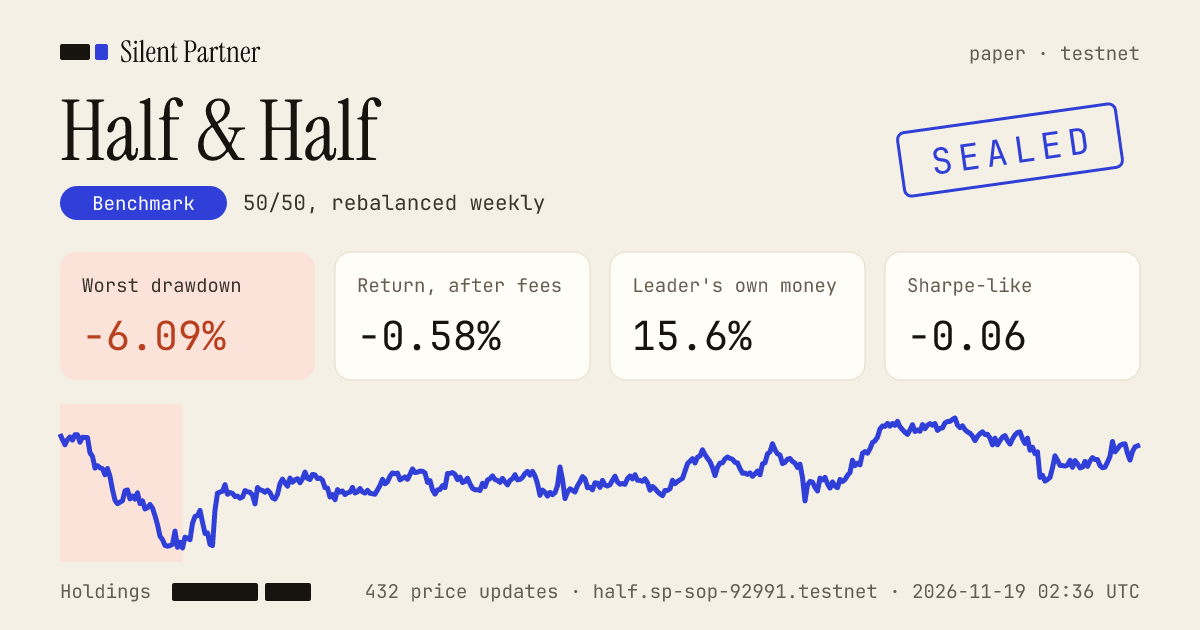 Silent Partner
paper · testnet
Half & Half
SEALED
Benchmark
50/50, rebalanced weekly
Worst drawdown
-6.09%
Return, after fees
-0.58%
Leader's own money
15.6%
Sharpe-like
-0.06
Holdings
432 price updates · half.sp-sop-92991.testnet · 2026-11-19 02:36 UTC